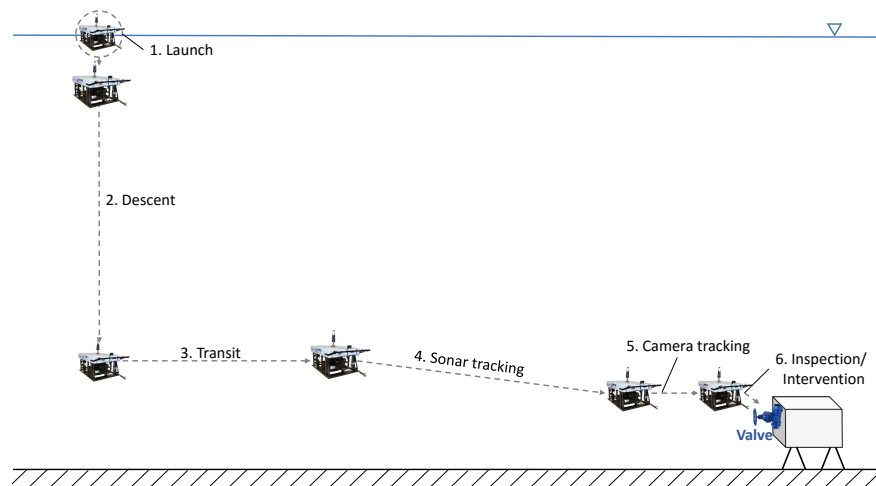 1. Launch
2. Descent
3. Transit
4. Sonar tracking
5. Camera tracking
6. Inspection/
Intervention
Valve